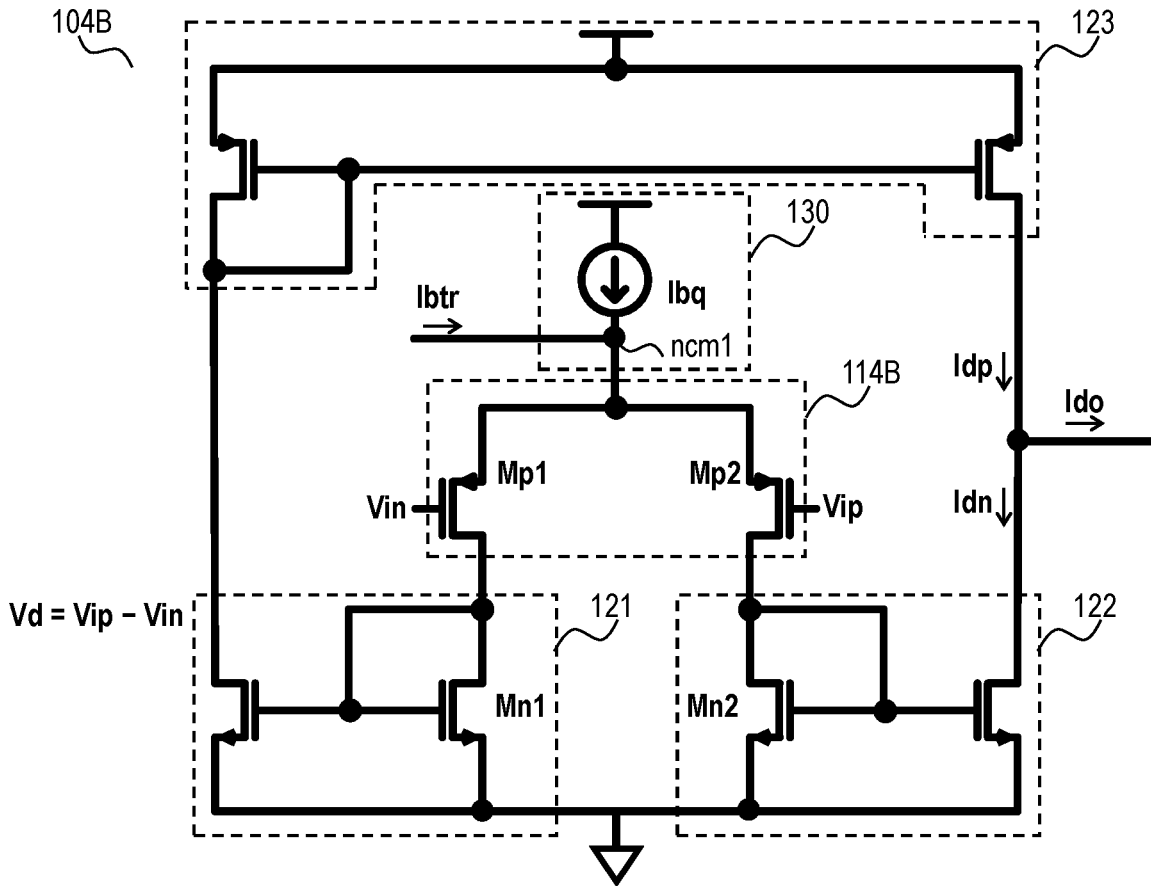 104B
123
130
Ibtr
Ibq
ncm1
114B
Idp
Ido
Mp1
Mp2
Vin
Vip
Idn
Vd = Vip − Vin
121
122
Mn1
Mn2